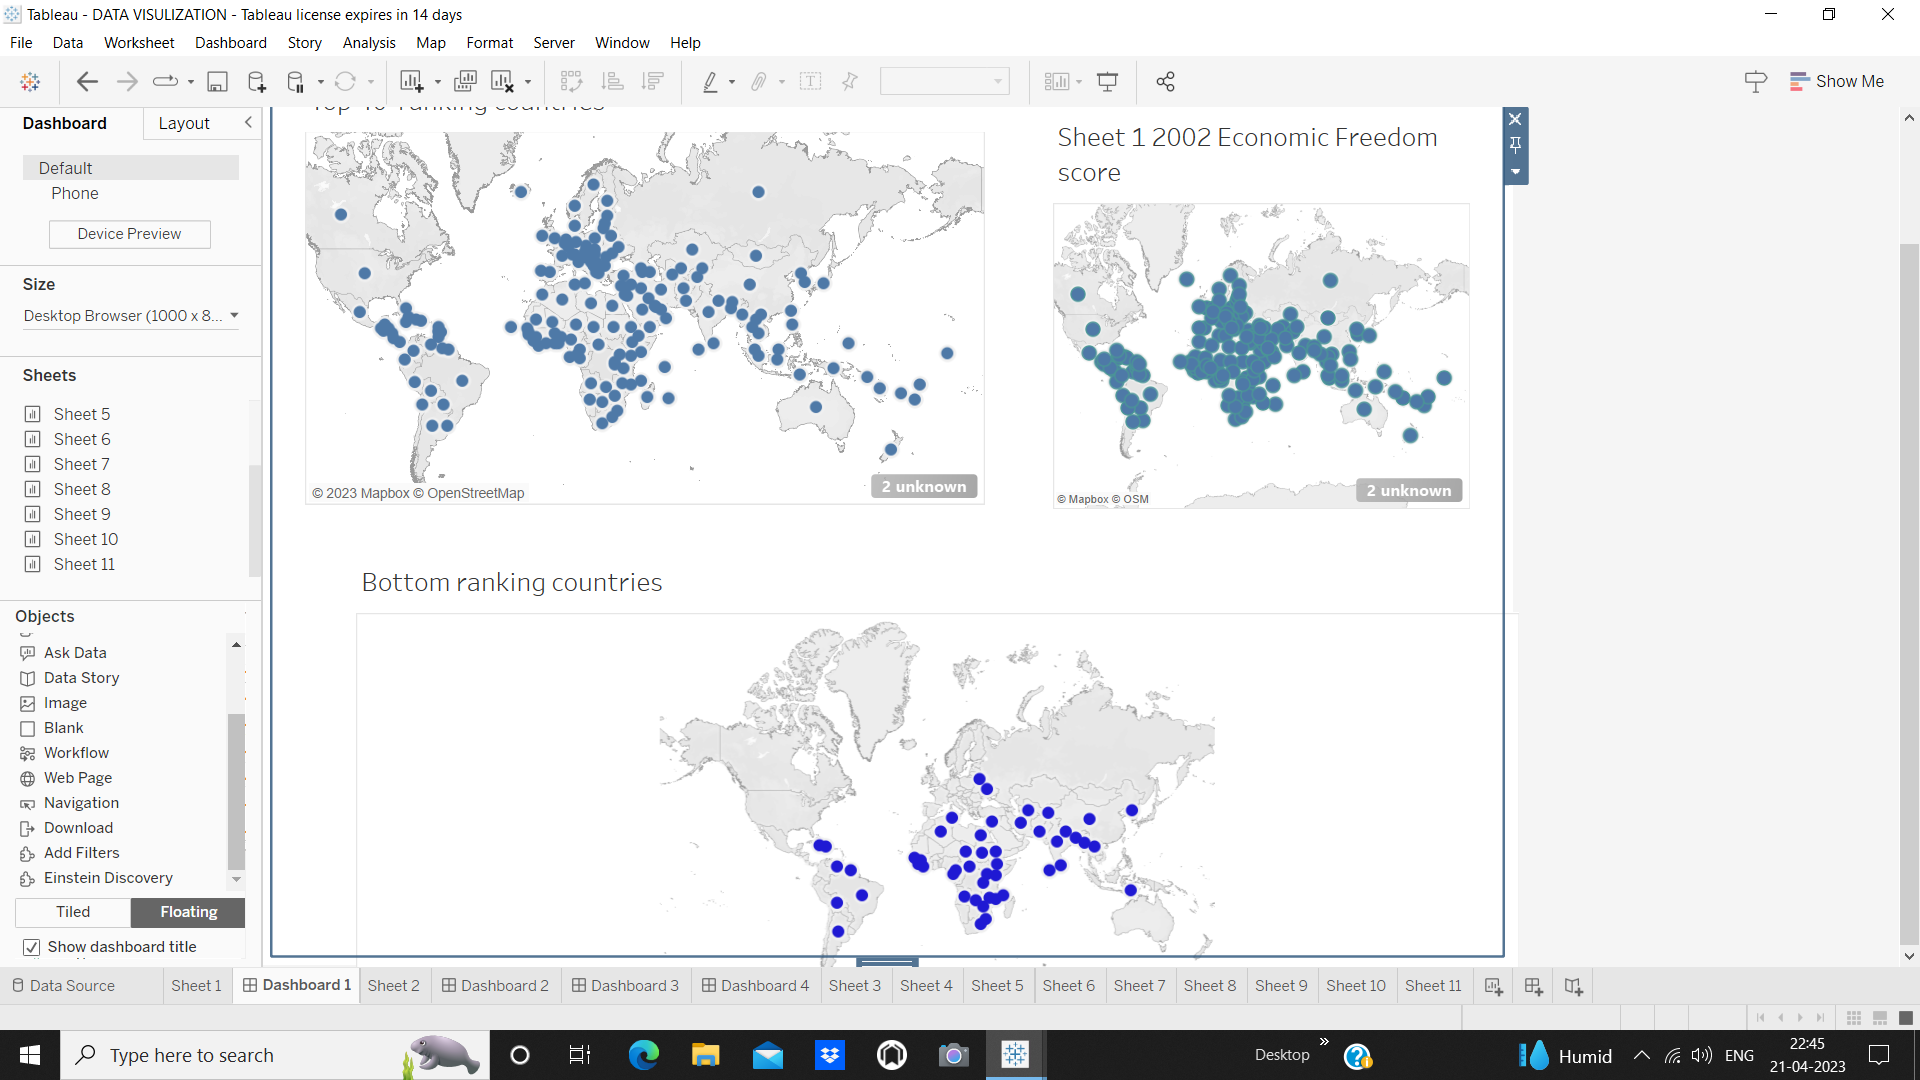 Tableau - DATA VISULIZATION - Tableau license expires in 14 days
File Data Worksheet Dashboard Story Analysis Map Format Server Window Help
Show Me
Dashboard Layout
Default
Phone
Device Preview
Size
Desktop Browser (1000 x 8...
Sheets
Sheet 5
Sheet 6
Sheet 7
Sheet 8
Sheet 9
Sheet 10
Sheet 11
Objects
Ask Data
Data Story
Image
Blank
Workflow
Web Page
Navigation
Download
Add Filters
Einstein Discovery
Tiled Floating
Show dashboard title
ranking countries
© 2023 Mapbox © OpenStreetMap
2 unknown
Sheet 1 2002 Economic Freedom
score
© Mapbox © OSM
2 unknown
Bottom ranking countries
Data Source Sheet 1 Dashboard 1 Sheet 2 Dashboard 2 Dashboard 3 Dashboard 4 Sheet 3 Sheet 4 Sheet 5 Sheet 6 Sheet 7 Sheet 8 Sheet 9 Sheet 10 Sheet 11
Type here to search
Desktop
Humid
ENG
22:45
21-04-2023